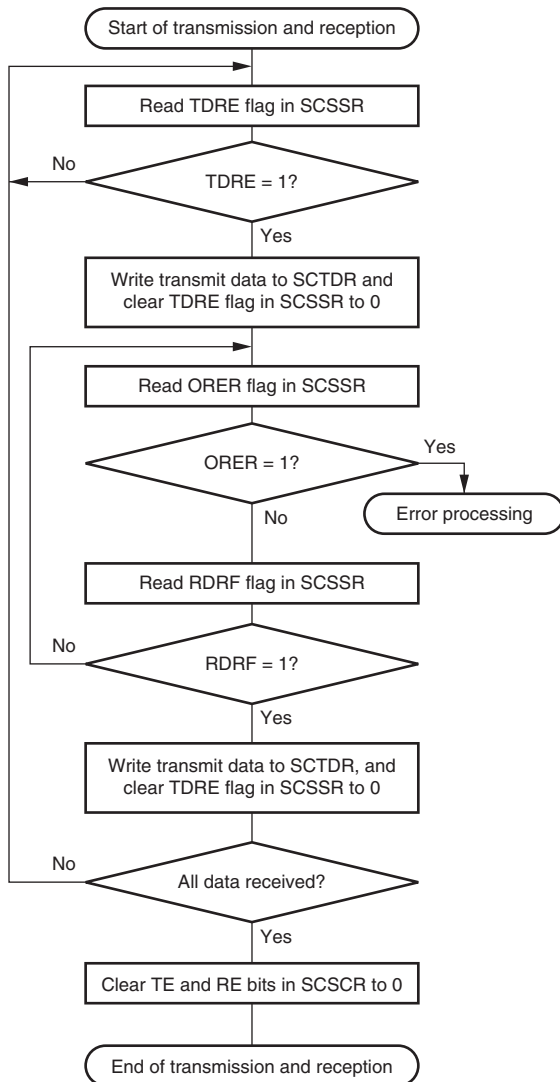 Start of transmission and reception
Read TDRE flag in SCSSR
No
TDRE = 1?
Yes
Write transmit data to SCTDR and
clear TDRE flag in SCSSR to 0
Read ORER flag in SCSSR
Yes
ORER = 1?
Error processing
No
Read RDRF flag in SCSSR
No
RDRF = 1?
Yes
Write transmit data to SCTDR, and
clear TDRE flag in SCSSR to 0
No
All data received?
Yes
Clear TE and RE bits in SCSCR to 0
End of transmission and reception